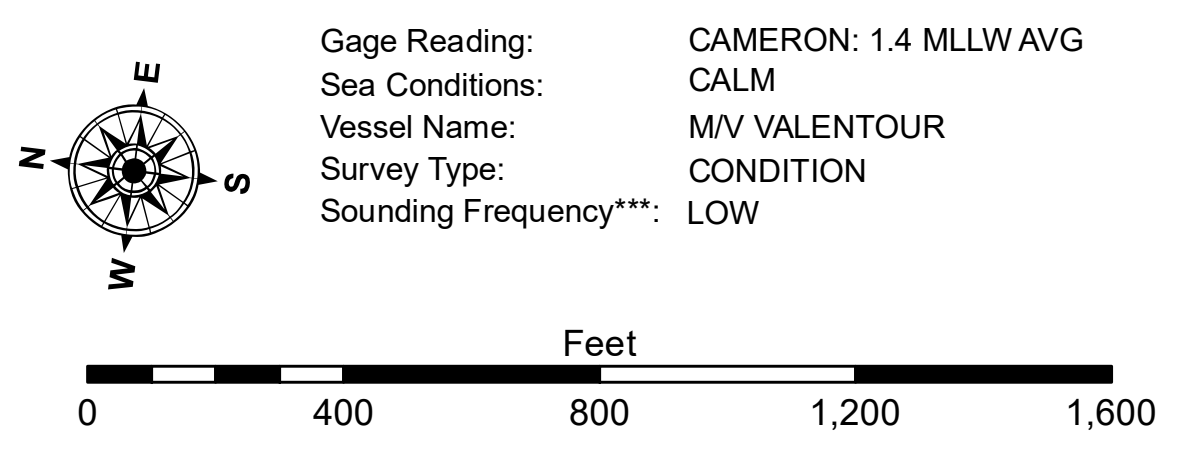 E
N
S
W
Gage Reading: CAMERON: 1.4 MLLW AVG
Sea Conditions: CALM
Vessel Name: M/V VALENTOUR
Survey Type: CONDITION
Sounding Frequency***: LOW
Feet
0 400 800 1,200 1,600